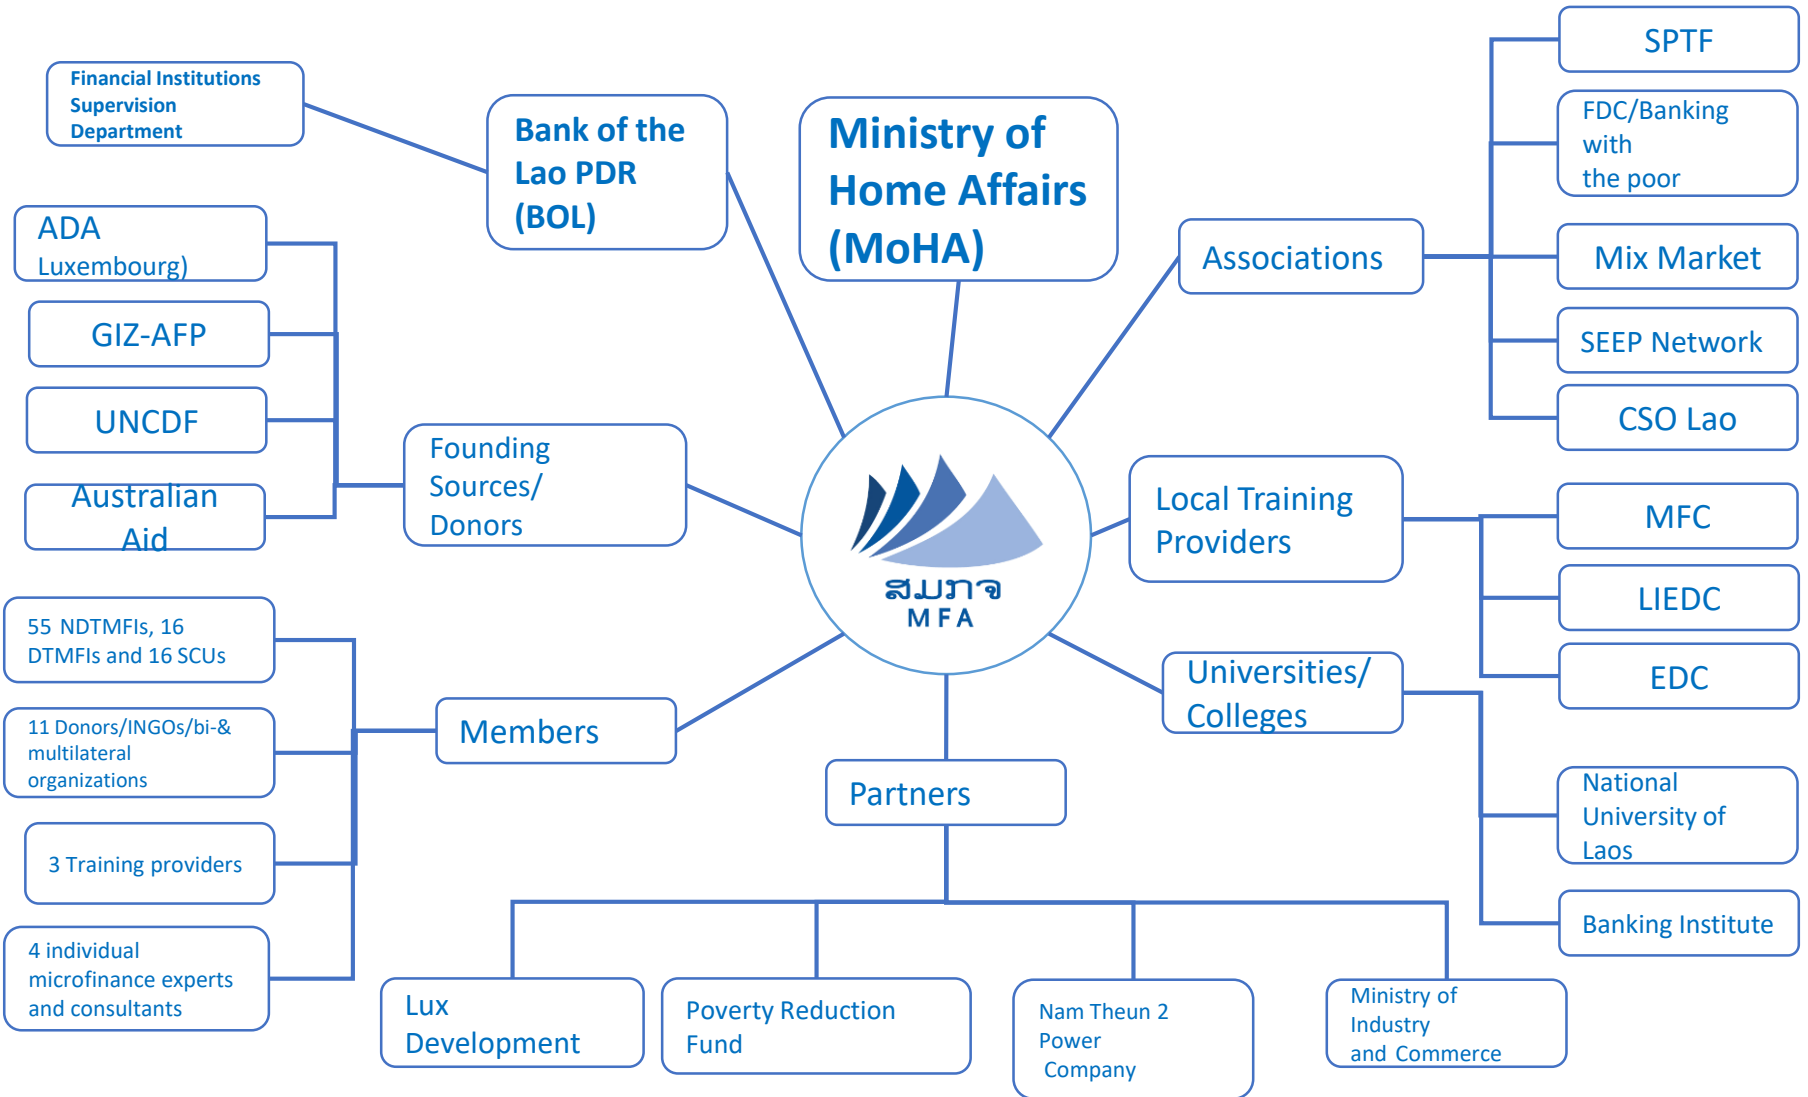 Financial Institutions
Supervision
Department
Bank of the
Lao PDR
(BOL)
Ministry of
Home Affairs
(MoHA)
Associations
SPTF
FDC/Banking
with
the poor
Mix Market
SEEP Network
CSO Lao
ADA
Luxembourg)
GIZ-AFP
UNCDF
Australian
Aid
Founding
Sources/
Donors
ສມກຈ
MFA
Local Training
Providers
MFC
LIEDC
EDC
55 NDTMFIs, 16
DTMFIs and 16 SCUs
11 Donors/INGOs/bi-&
multilateral
organizations
3 Training providers
4 individual
microfinance experts
and consultants
Members
Universities/
Colleges
National
University of
Laos
Banking Institute
Partners
Lux
Development
Poverty Reduction
Fund
Nam Theun 2
Power
Company
Ministry of
Industry
and Commerce